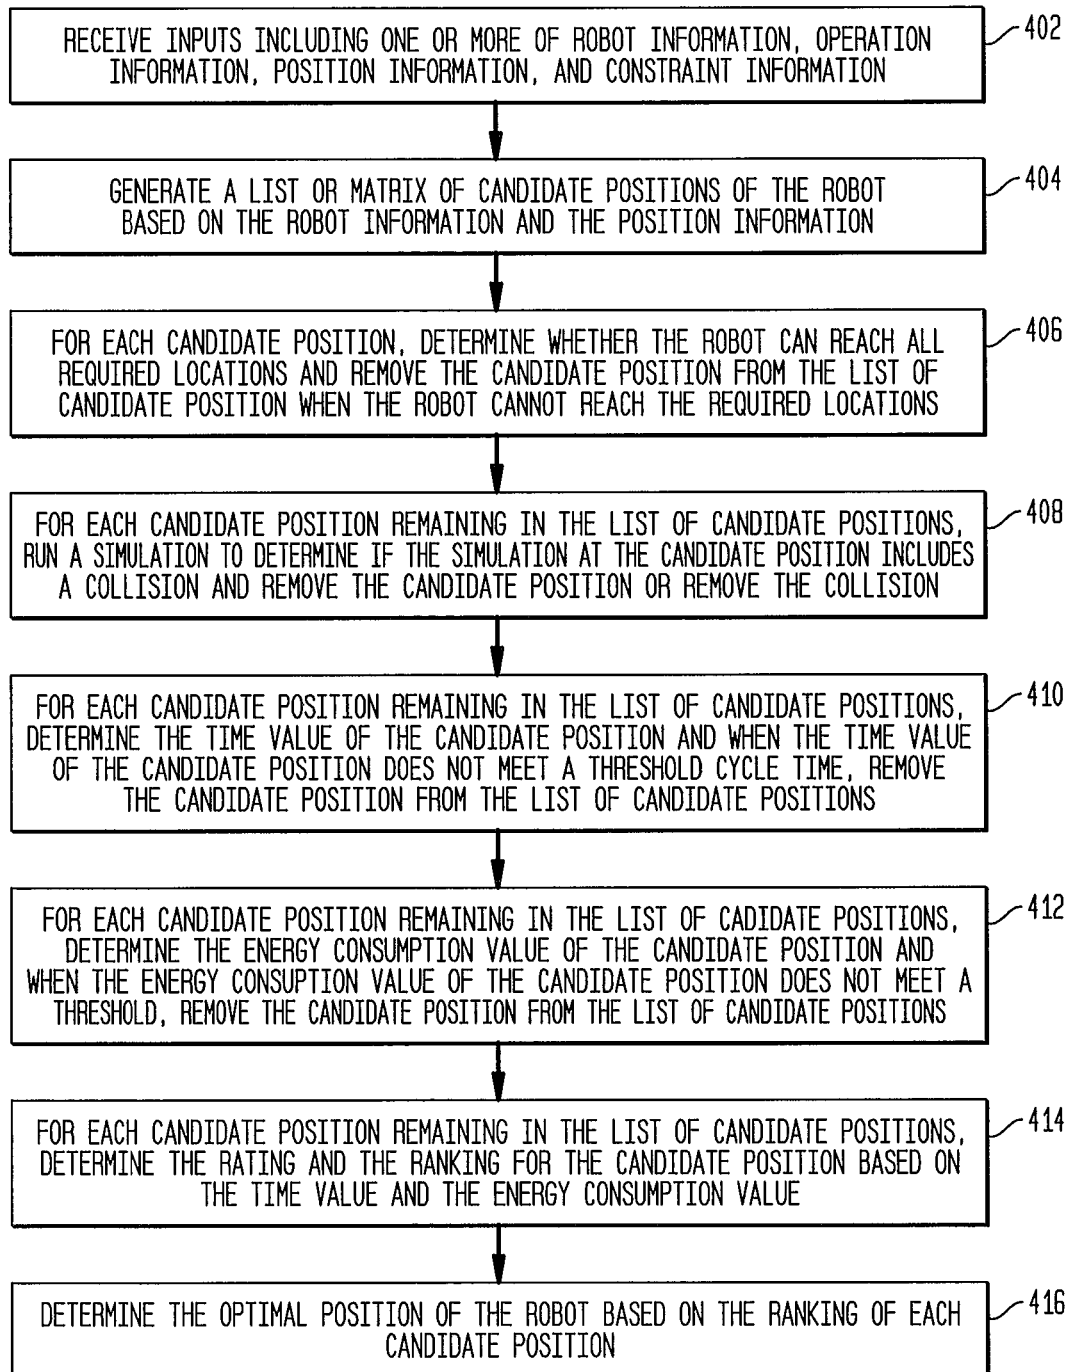 RECEIVE INPUTS INCLUDING ONE OR MORE OF ROBOT INFORMATION, OPERATION
INFORMATION, POSITION INFORMATION, AND CONSTRAINT INFORMATION
402
GENERATE A LIST OR MATRIX OF CANDIDATE POSITIONS OF THE ROBOT
BASED ON THE ROBOT INFORMATION AND THE POSITION INFORMATION
404
FOR EACH CANDIDATE POSITION, DETERMINE WHETHER THE ROBOT CAN REACH ALL
REQUIRED LOCATIONS AND REMOVE THE CANDIDATE POSITION FROM THE LIST OF
CANDIDATE POSITION WHEN THE ROBOT CANNOT REACH THE REQUIRED LOCATIONS
406
FOR EACH CANDIDATE POSITION REMAINING IN THE LIST OF CANDIDATE POSITIONS,
RUN A SIMULATION TO DETERMINE IF THE SIMULATION AT THE CANDIDATE POSITION INCLUDES
A COLLISION AND REMOVE THE CANDIDATE POSITION OR REMOVE THE COLLISION
408
FOR EACH CANDIDATE POSITION REMAINING IN THE LIST OF CANDIDATE POSITIONS,
DETERMINE THE TIME VALUE OF THE CANDIDATE POSITION AND WHEN THE TIME VALUE
OF THE CANDIDATE POSITION DOES NOT MEET A THRESHOLD CYCLE TIME, REMOVE
THE CANDIDATE POSITION FROM THE LIST OF CANDIDATE POSITIONS
410
FOR EACH CANDIDATE POSITION REMAINING IN THE LIST OF CADIDATE POSITIONS,
DETERMINE THE ENERGY CONSUMPTION VALUE OF THE CANDIDATE POSITION AND
WHEN THE ENERGY CONSUPTION VALUE OF THE CANDIDATE POSITION DOES NOT MEET A
THRESHOLD, REMOVE THE CANDIDATE POSITION FROM THE LIST OF CANDIDATE POSITIONS
412
FOR EACH CANDIDATE POSITION REMAINING IN THE LIST OF CANDIDATE POSITIONS,
DETERMINE THE RATING AND THE RANKING FOR THE CANDIDATE POSITION BASED ON
THE TIME VALUE AND THE ENERGY CONSUMPTION VALUE
414
DETERMINE THE OPTIMAL POSITION OF THE ROBOT BASED ON THE RANKING OF EACH
CANDIDATE POSITION
416